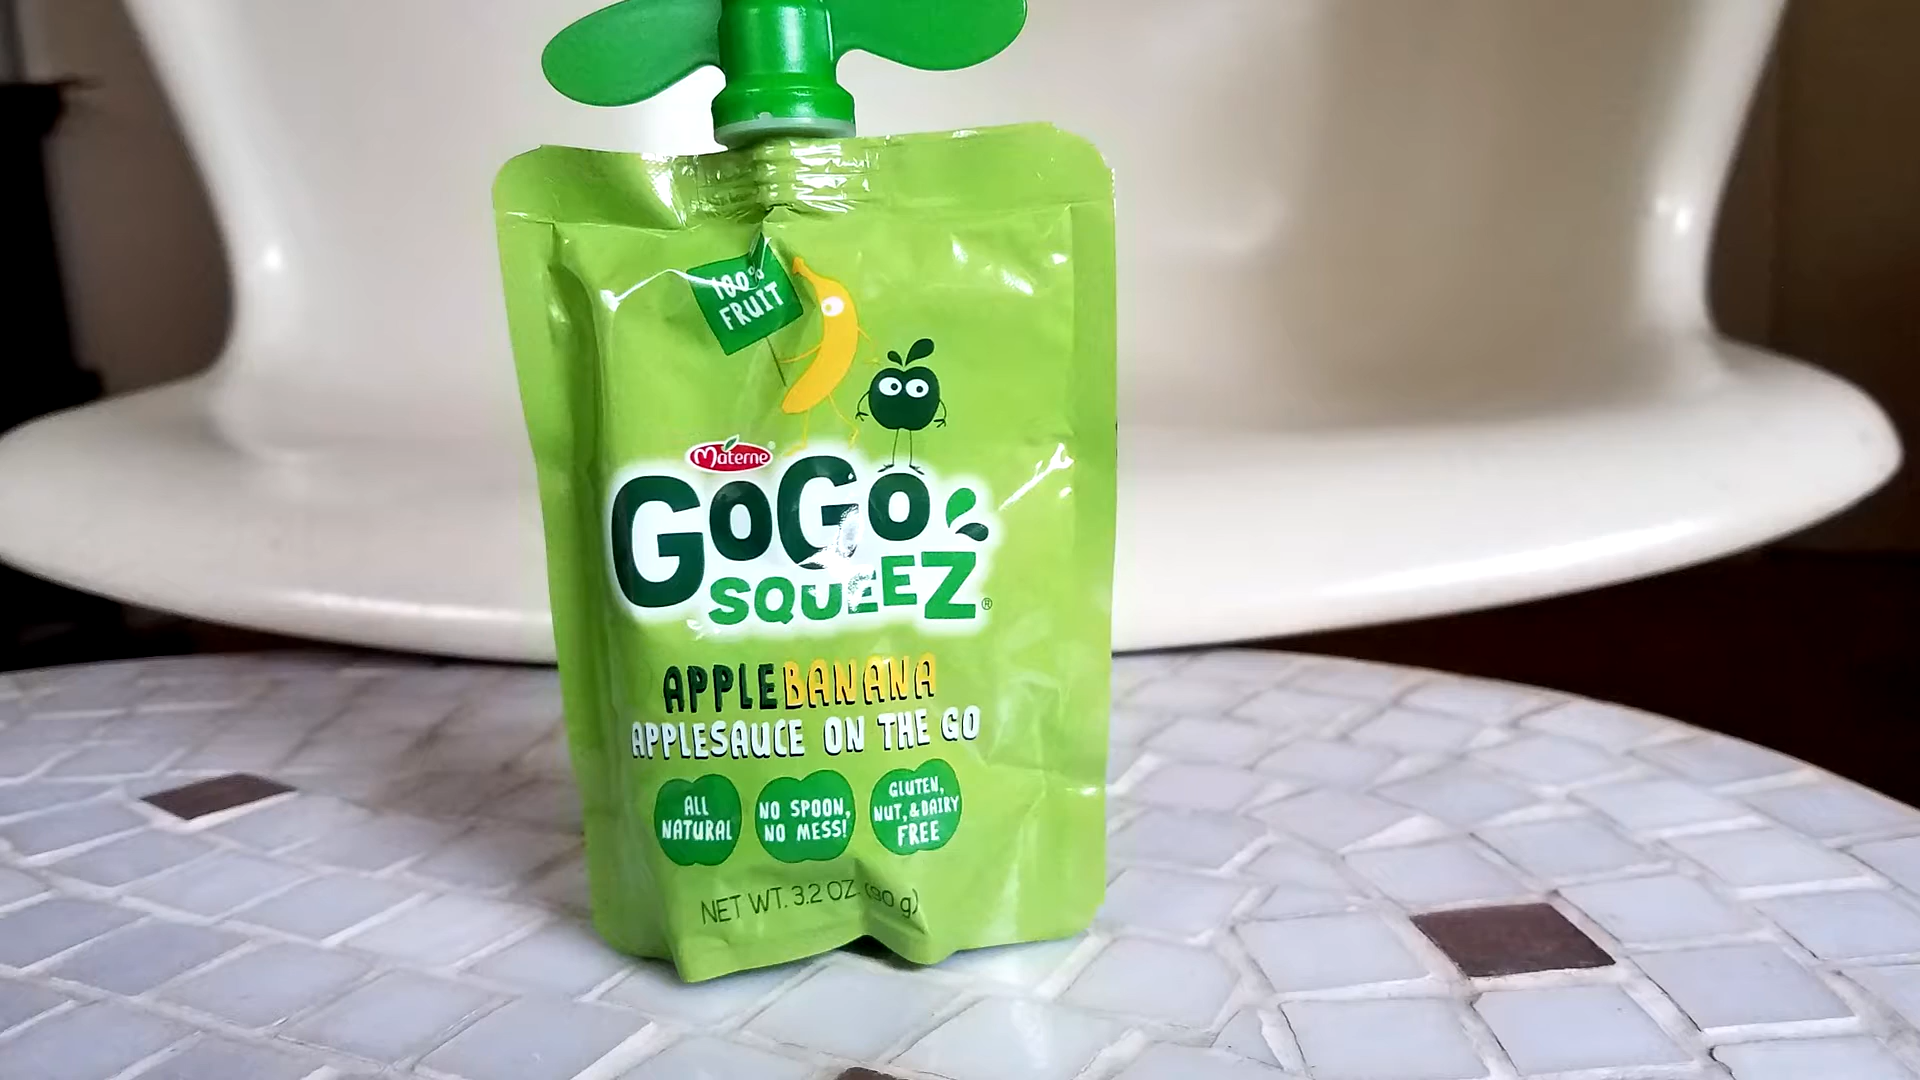 100%
FRUIT
Materne
GOGO
SQUEEZ®
APPLEBANANA
APPLESAUCE ON THE GO
ALL
NATURAL
NO SPOON,
NO MESS!
GLUTEN,
NUT, & DAIRY
FREE
NET WT. 3.2 OZ. (90 g)